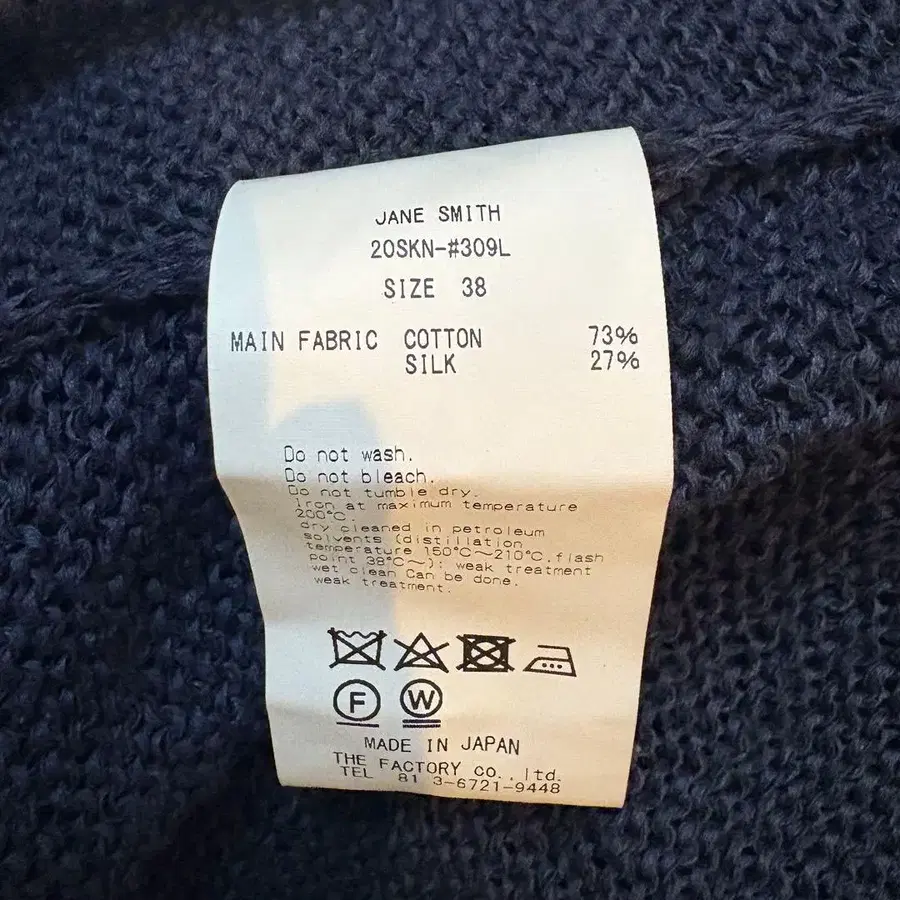 JANE SMITH
20SKN-#309L
SIZE 38
MAIN FABRIC COTTON 73%
SILK 27%
Do not wash.
Do not bleach.
Do not tumble dry.
Iron at maximum temperature
200°C.
dry cleaned in petroleum
solvents (distillation
temperature 150°C~210°C,flash
point 38°C~): weak treatment
wet clean Can be done.
weak treatment.
F W
MADE IN JAPAN
THE FACTORY co.,ltd.
TEL 81 3-6721-9448